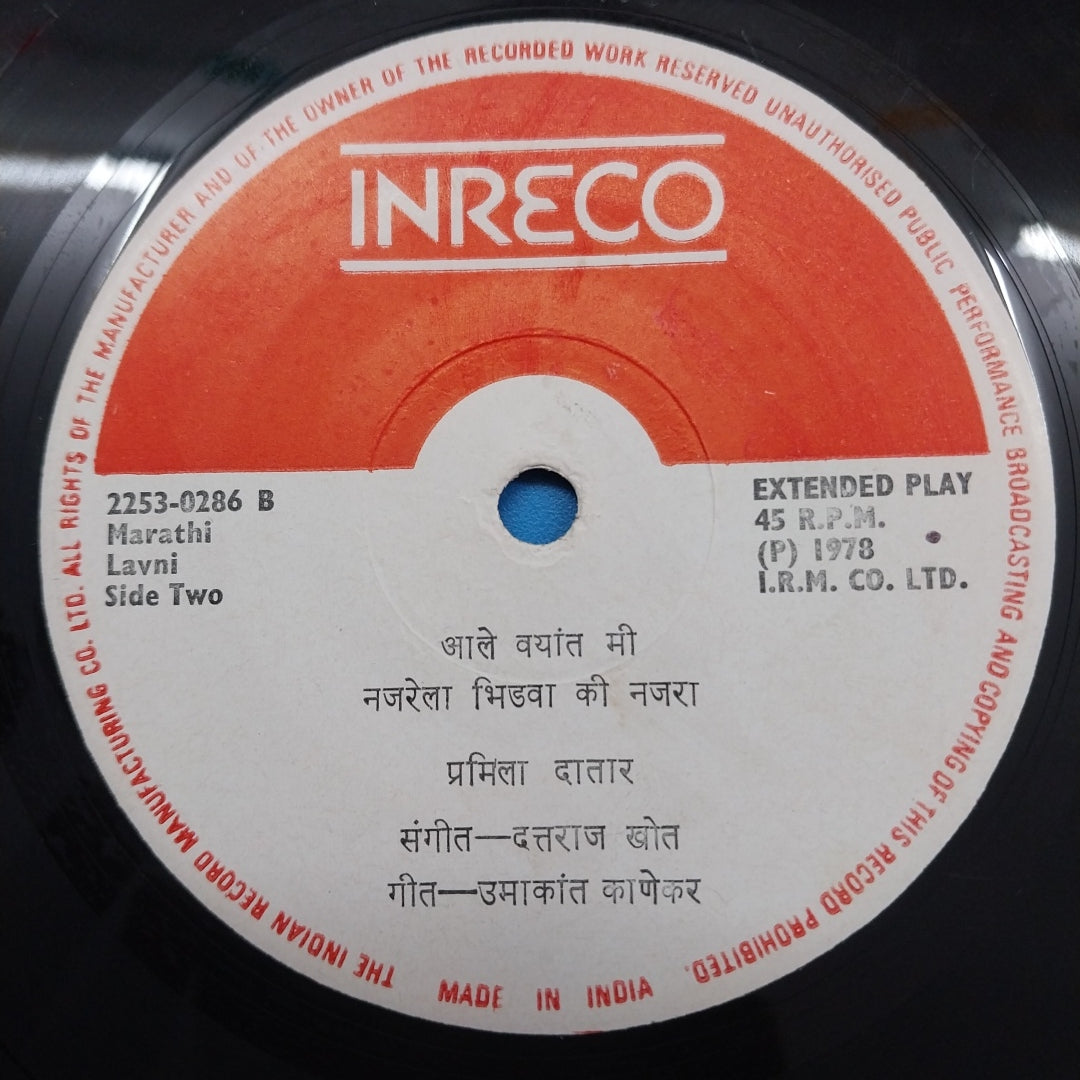 THE INDIAN RECORD MANUFACTURING CO. LTD. ALL RIGHTS OF THE MANUFACTURER AND OF THE OWNER OF THE RECORDED WORK RESERVED UNAUTHORISED PUBLIC PERFORMANCE BROADCASTING AND COPYING OF THIS RECORD PROHIBITED.
INRECO
2253-0286 B
Marathi
Lavni
Side Two
EXTENDED PLAY
45 R.P.M.
(P) 1978
I.R.M. CO. LTD.
आले वयांत मी
नजरेला भिडवा की नजरा
प्रमिला दातार
संगीत—दत्तराज खोत
गीत—उमाकांत काणेकर
MADE IN INDIA